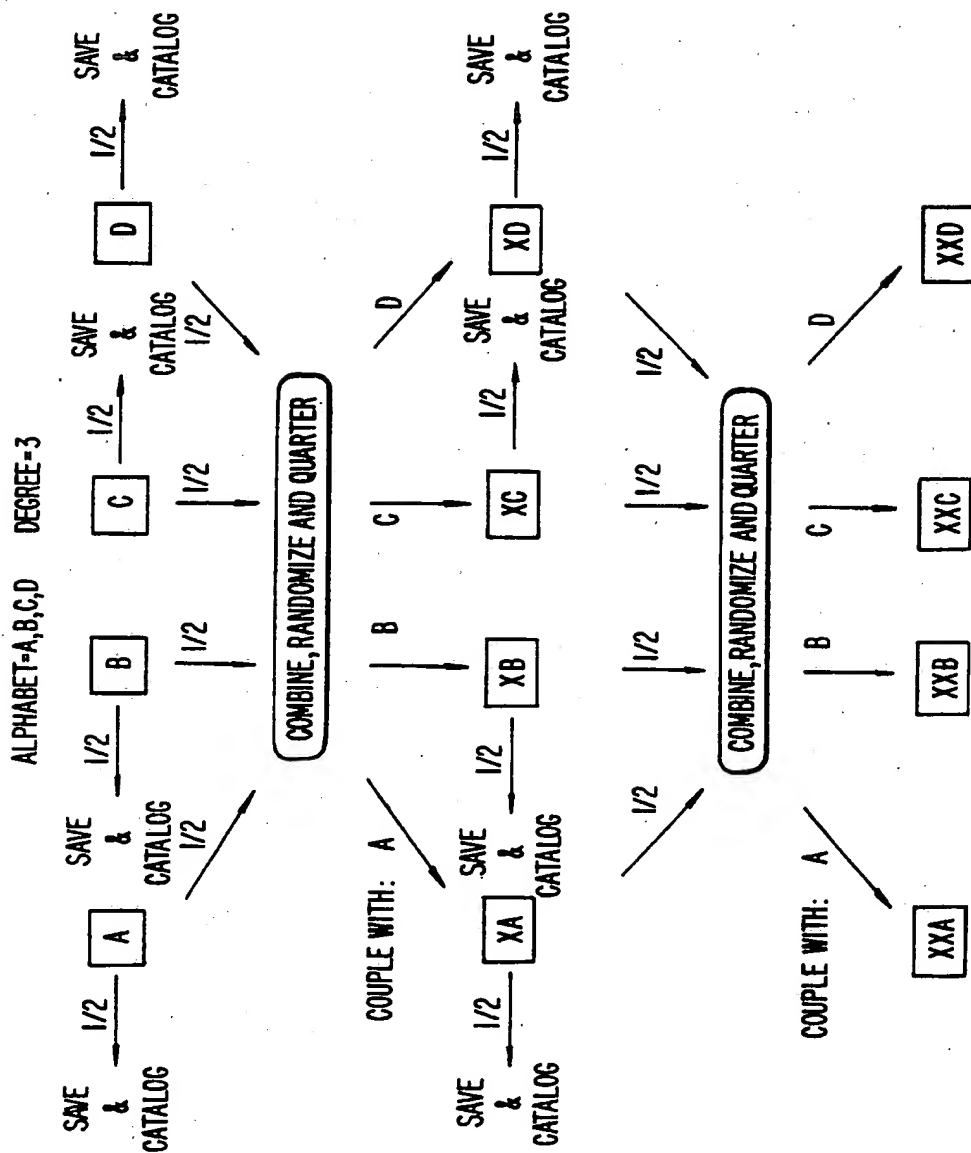 ALPHABET=A,B,C,D DEGREE=3
SAVE
&
CATALOG
1/2
A
SAVE
&
CATALOG
1/2
1/2
B
1/2
C
1/2
SAVE
&
CATALOG
1/2
1/2
D
1/2
SAVE
&
CATALOG
COMBINE, RANDOMIZE AND QUARTER
COUPLE WITH: A
B
C
D
SAVE
&
CATALOG
1/2
XA
SAVE
&
CATALOG
1/2
XB
XC
1/2
SAVE
&
CATALOG
XD
1/2
SAVE
&
CATALOG
1/2
1/2
1/2
1/2
COMBINE, RANDOMIZE AND QUARTER
COUPLE WITH: A
B
C
D
XXA
XXB
XXC
XXD